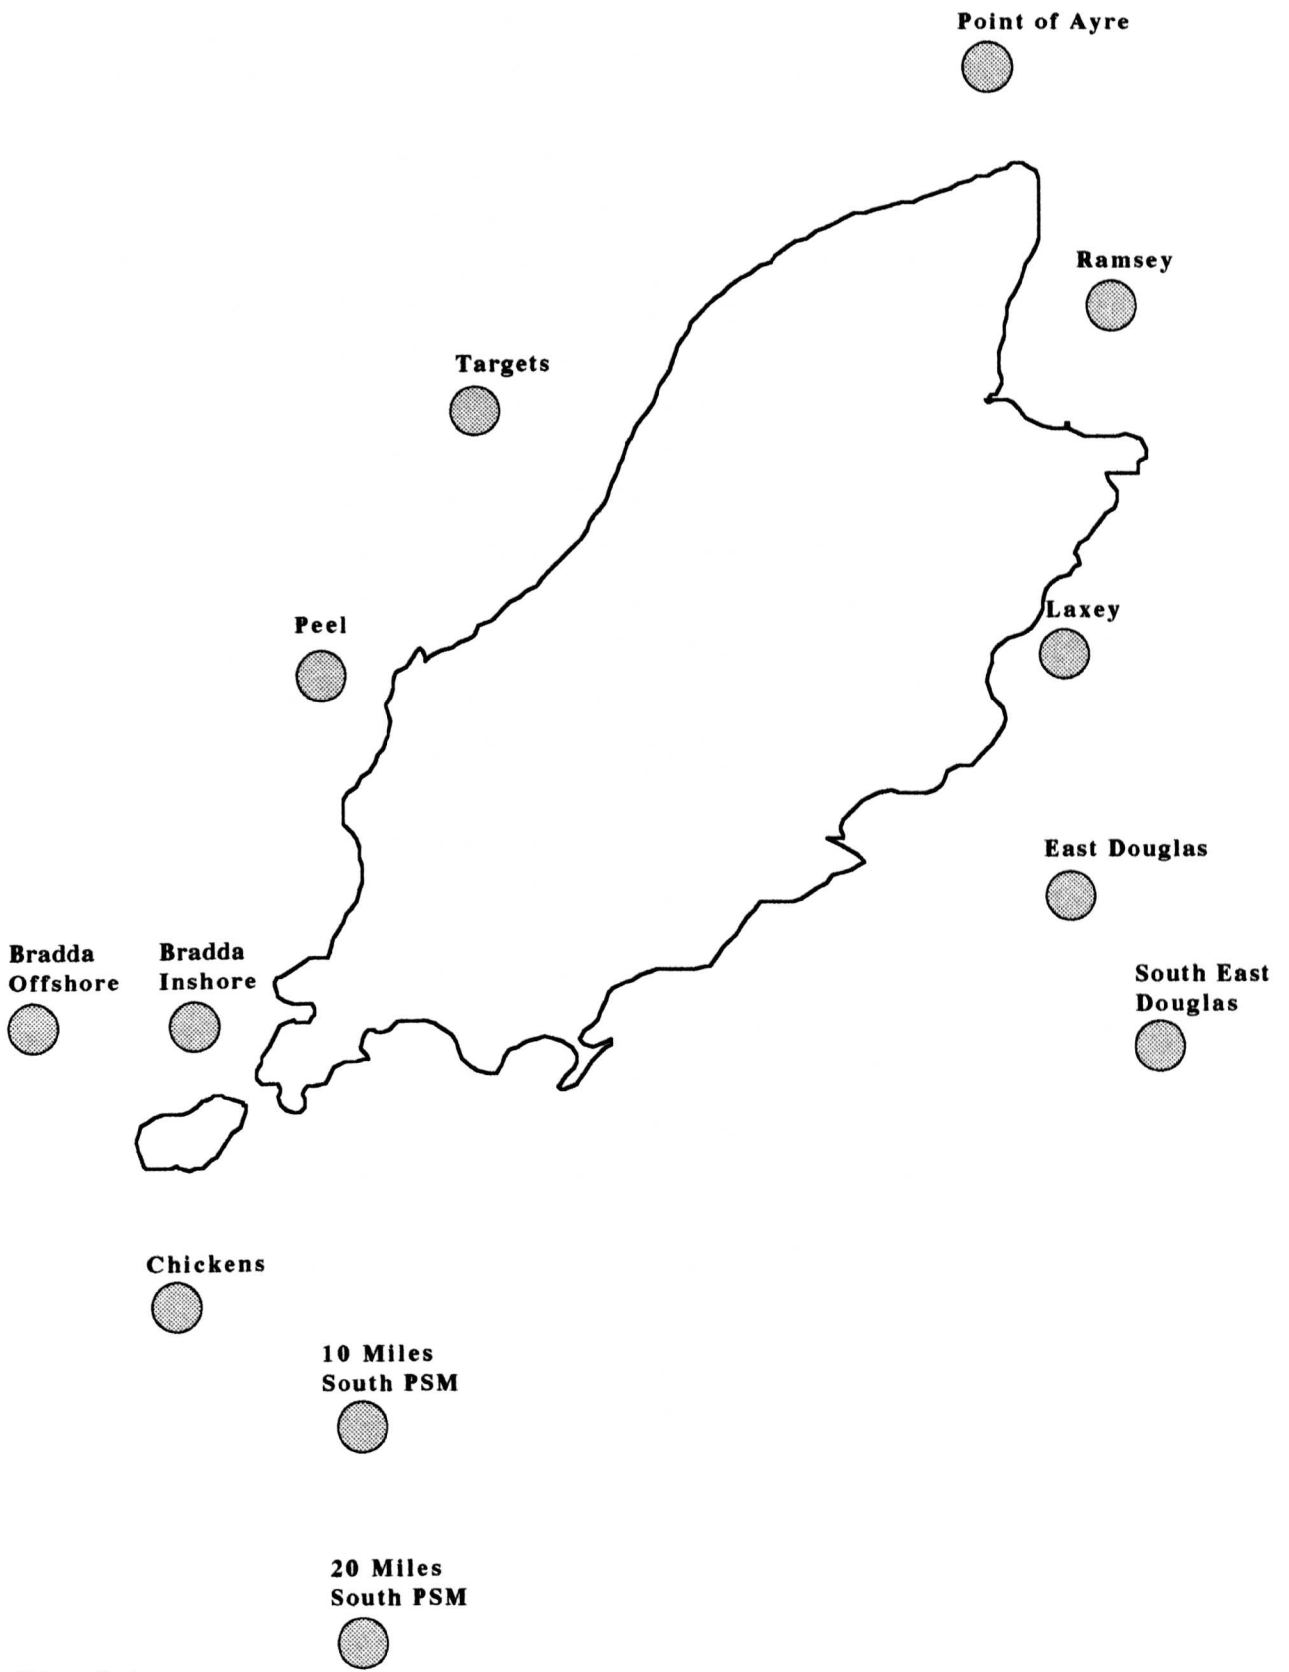 Point of Ayre
Ramsey
Targets
Peel
Laxey
East Douglas
Bradda
Offshore
Bradda
Inshore
South East
Douglas
Chickens
10 Miles
South PSM
20 Miles
South PSM